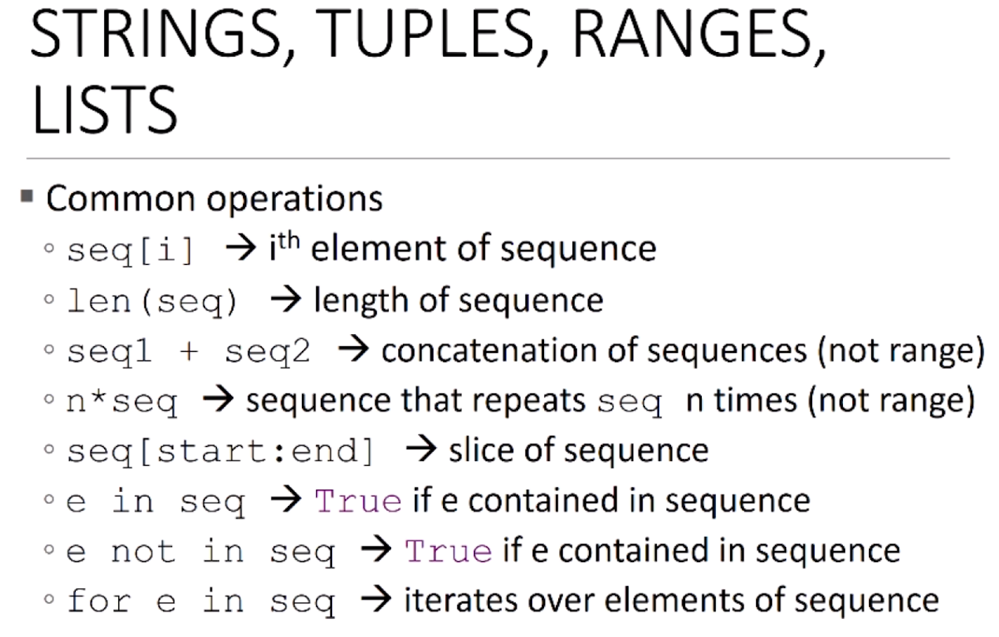 STRINGS, TUPLES, RANGES,
LISTS
▪ Common operations
◦ seq[i] → iᵗʰ element of sequence
◦ len(seq) → length of sequence
◦ seq1 + seq2 → concatenation of sequences (not range)
◦ n*seq → sequence that repeats seq n times (not range)
◦ seq[start:end] → slice of sequence
◦ e in seq → True if e contained in sequence
◦ e not in seq → True if e contained in sequence
◦ for e in seq → iterates over elements of sequence